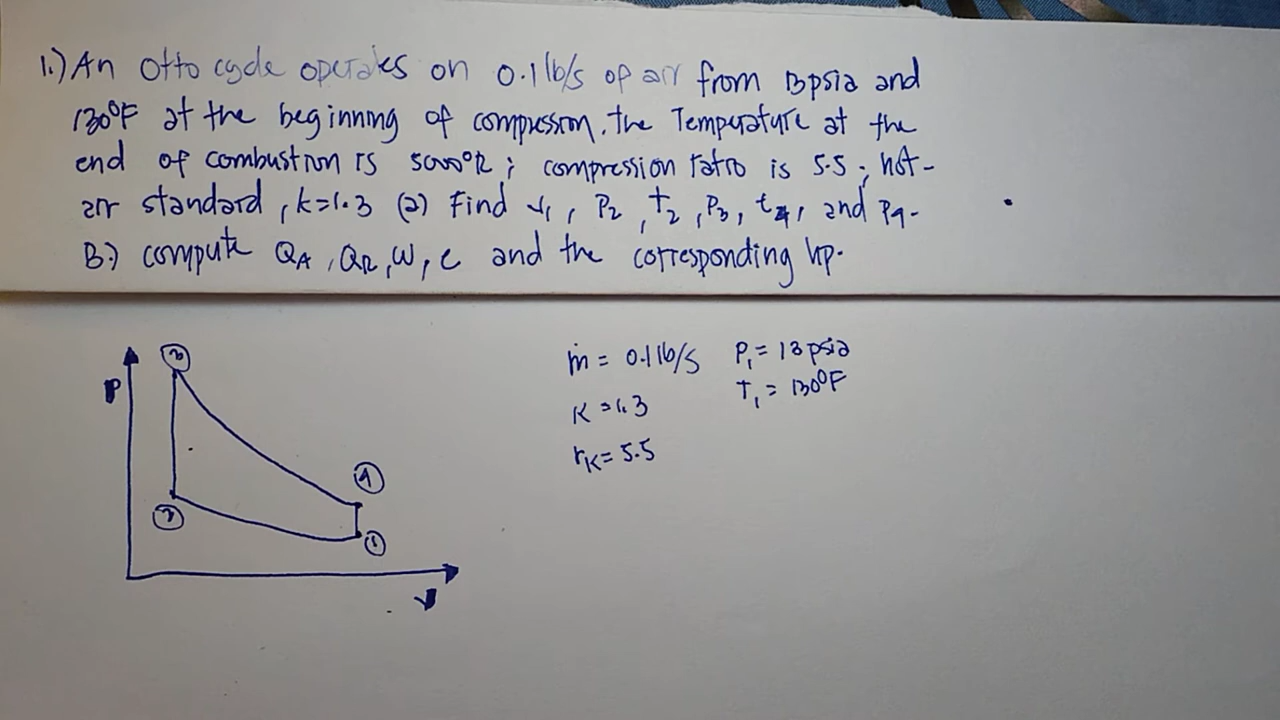 1.) An Otto cycle operates on 0.1 lb/s of air from 13 psia and
130°F at the beginning of compression. The Temperature at the
end of combustion is 5000°R; compression ratio is 5.5; hot-
air standard, k=1.3 (a) Find V1, P2, t2, P3, t4, and P4.
B.) compute QA, QR, W, e and the corresponding hp.
P
3
2
4
1
V
ṁ = 0.1 lb/s P1 = 13 psia
K = 1.3 T1 = 130°F
rK = 5.5